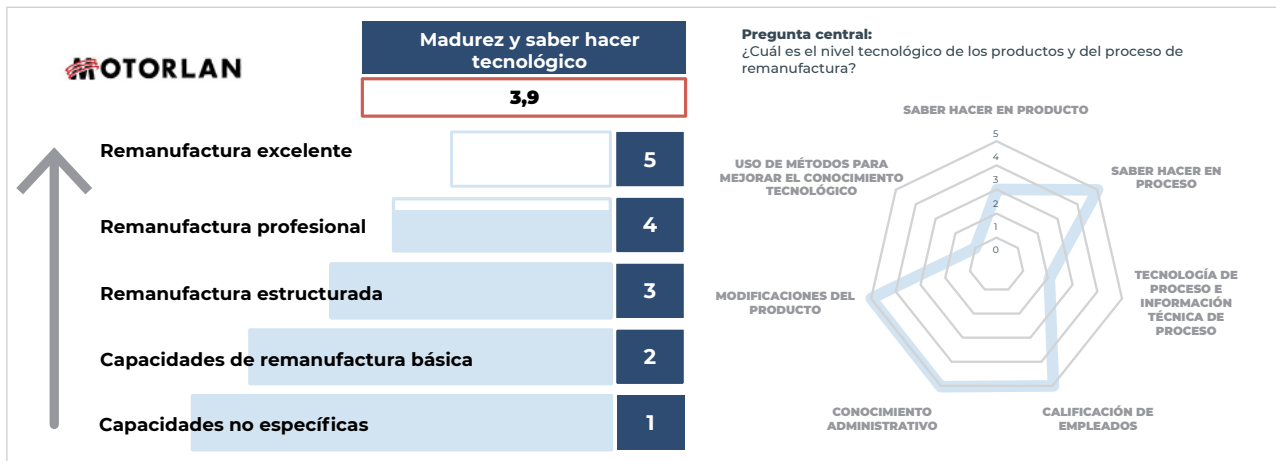 MOTORLAN
Madurez y saber hacer
tecnológico
3,9
Remanufactura excelente
5
Remanufactura profesional
4
Remanufactura estructurada
3
Capacidades de remanufactura básica
2
Capacidades no específicas
1
Pregunta central:
¿Cuál es el nivel tecnológico de los productos y del proceso de
remanufactura?
SABER HACER EN PRODUCTO
5
4
3
2
1
0
SABER HACER EN
PROCESO
TECNOLOGÍA DE
PROCESO E
INFORMACIÓN
TÉCNICA DE
PROCESO
CALIFICACIÓN DE
EMPLEADOS
CONOCIMIENTO
ADMINISTRATIVO
MODIFICACIONES DEL
PRODUCTO
USO DE MÉTODOS PARA
MEJORAR EL CONOCIMIENTO
TECNOLÓGICO